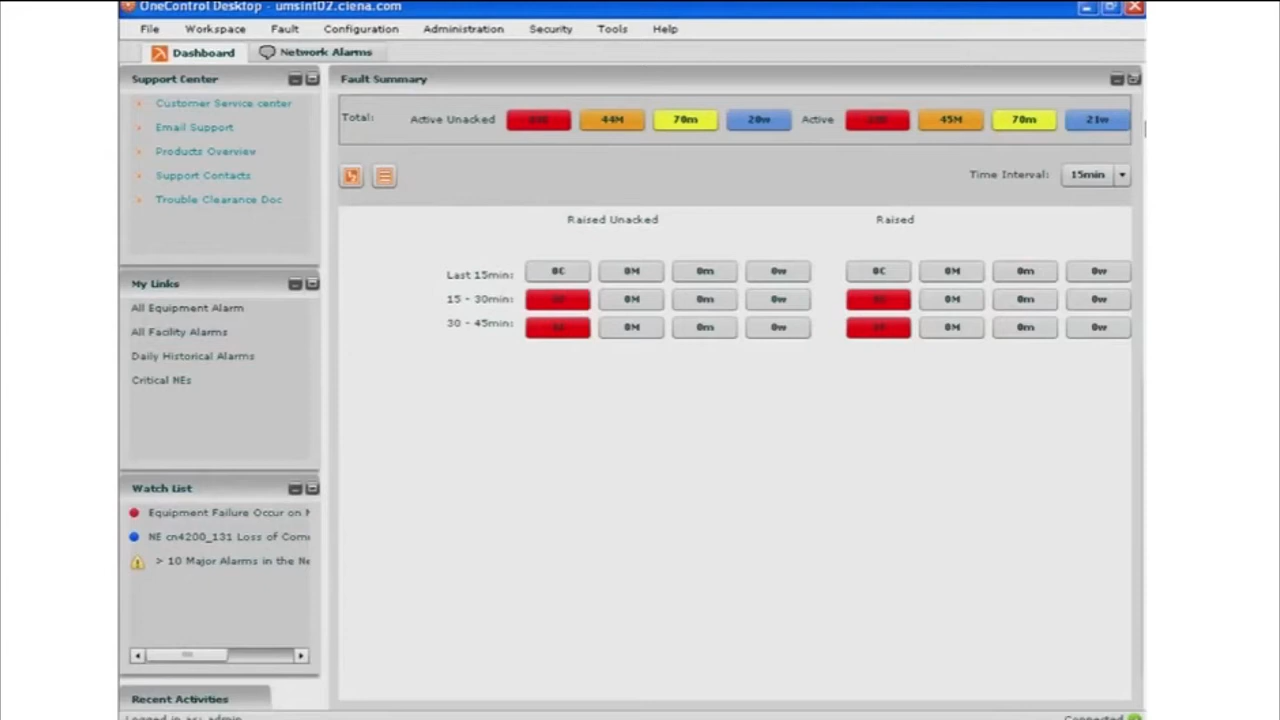 OneControl Desktop - umsint02.ciena.com
File Workspace Fault Configuration Administration Security Tools Help
Dashboard Network Alarms
Support Center
Customer Service center
Email Support
Products Overview
Support Contacts
Trouble Clearance Doc
My Links
All Equipment Alarm
All Facility Alarms
Daily Historical Alarms
Critical NEs
Watch List
Equipment Failure Occur on
NE cn4200_131 Loss of
> 10 Major Alarms in the
Recent Activities
Logged in as: admin
Fault Summary
Total: Active Unacked 44M 70m 20w Active 45M 70m 21w
Time Interval: 15min
Raised Unacked Raised
Last 15min: 0C 0M 0m 0w 0C 0M 0m 0w
15 - 30min: 0M 0m 0w 0M 0m 0w
30 - 45min: 0M 0m 0w 0M 0m 0w
Connected